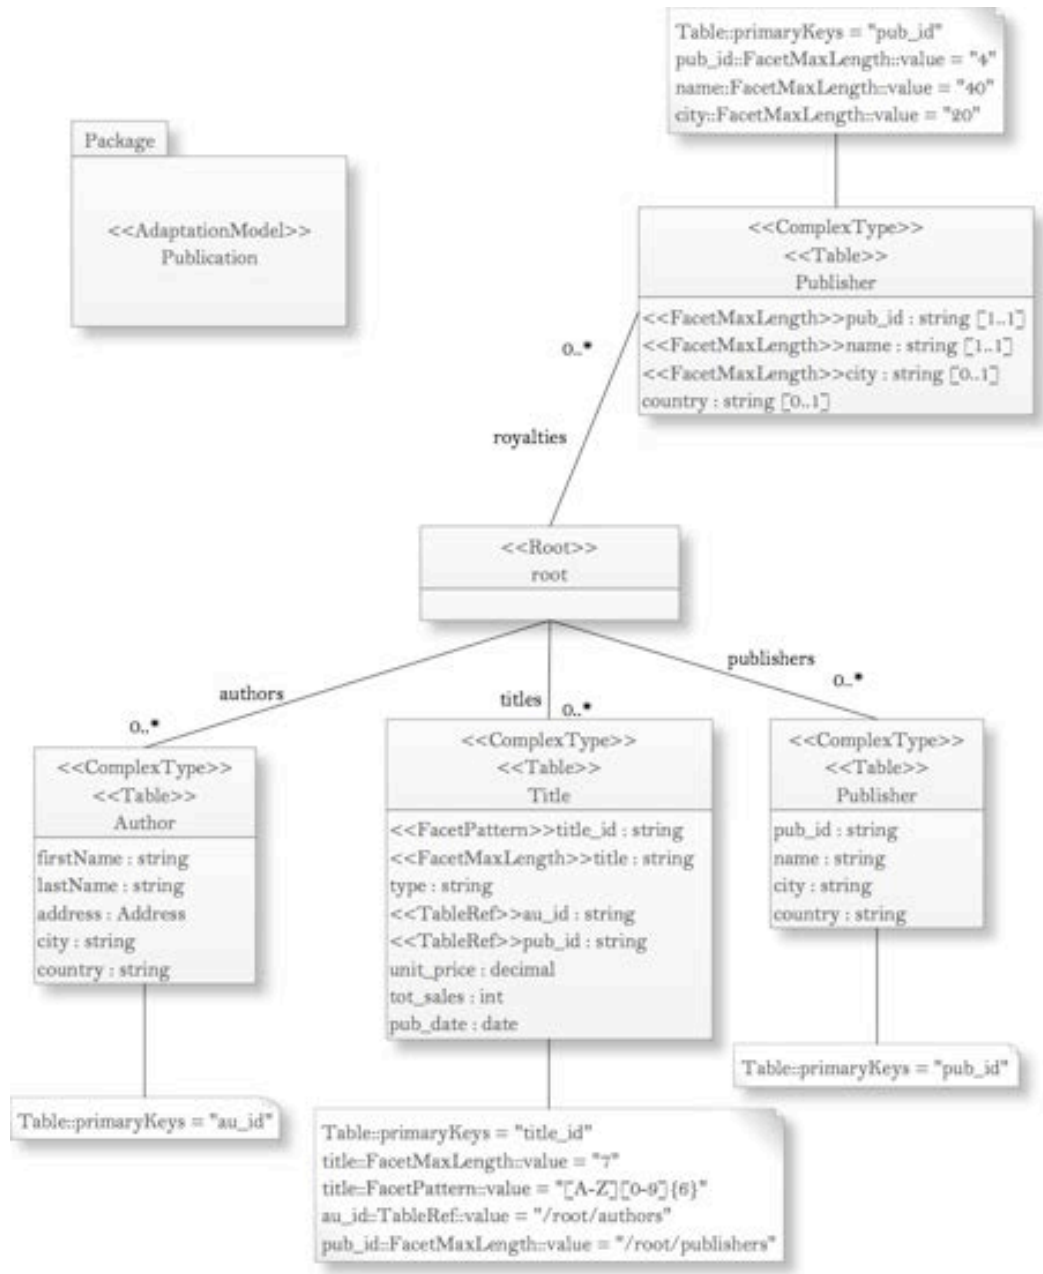 Table::primaryKeys = "pub_id"
pub_id::FacetMaxLength::value = "4"
name::FacetMaxLength::value = "40"
city::FacetMaxLength::value = "20"
Package
<<AdaptationModel>>
Publication
<<ComplexType>>
<<Table>>
Publisher
<<FacetMaxLength>>pub_id : string [1..1]
<<FacetMaxLength>>name : string [1..1]
<<FacetMaxLength>>city : string [0..1]
country : string [0..1]
0..*
royalties
<<Root>>
root
authors
0..*
titles
0..*
publishers
0..*
<<ComplexType>>
<<Table>>
Author
firstName : string
lastName : string
address : Address
city : string
country : string
<<ComplexType>>
<<Table>>
Title
<<FacetPattern>>title_id : string
<<FacetMaxLength>>title : string
type : string
<<TableRef>>au_id : string
<<TableRef>>pub_id : string
unit_price : decimal
tot_sales : int
pub_date : date
<<ComplexType>>
<<Table>>
Publisher
pub_id : string
name : string
city : string
country : string
Table::primaryKeys = "au_id"
Table::primaryKeys = "title_id"
title::FacetMaxLength::value = "7"
title::FacetPattern::value = "[A-Z][0-9]{6}"
au_id::TableRef::value = "/root/authors"
pub_id::FacetMaxLength::value = "/root/publishers"
Table::primaryKeys = "pub_id"